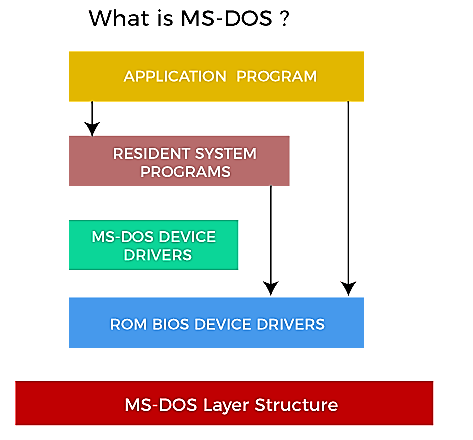 What is MS-DOS ?
APPLICATION PROGRAM
RESIDENT SYSTEM
PROGRAMS
MS-DOS DEVICE
DRIVERS
ROM BIOS DEVICE DRIVERS
MS-DOS Layer Structure